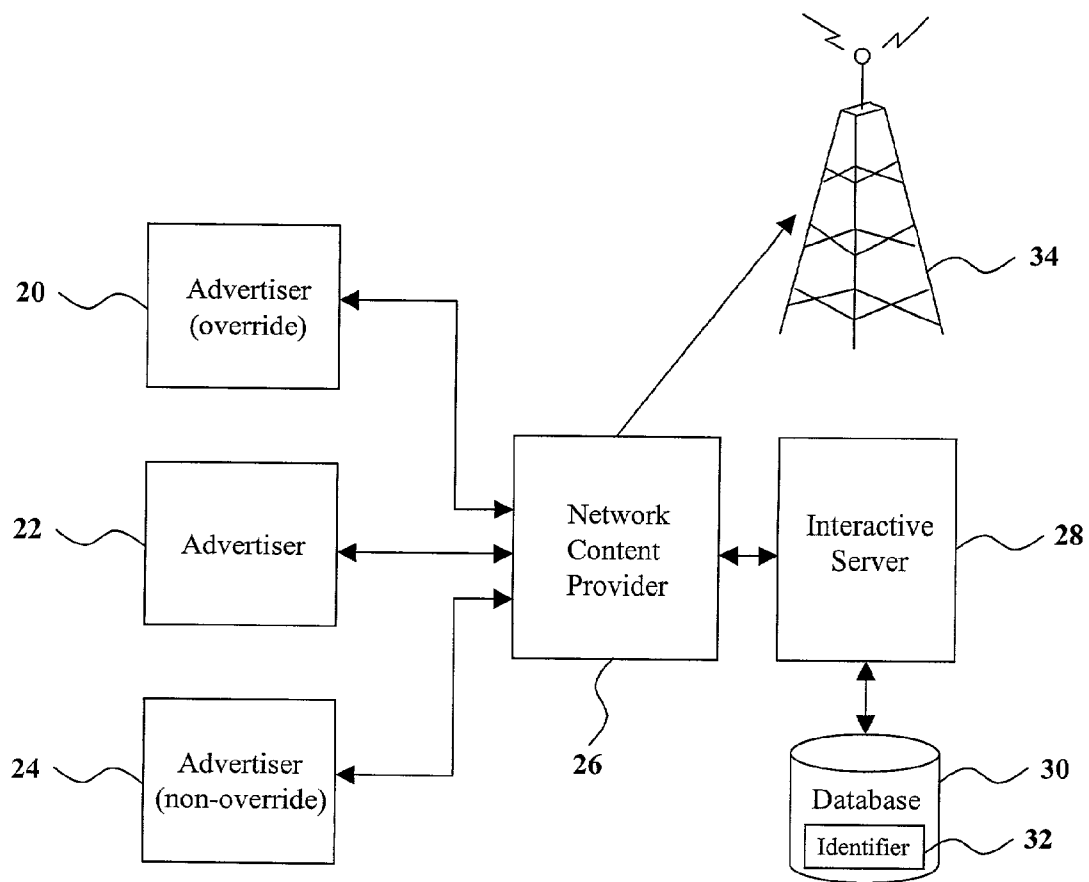 34
20
Advertiser
(override)
22
Advertiser
Network
Content
Provider
Interactive
Server
28
24
Advertiser
(non-override)
26
30
Database
Identifier
32